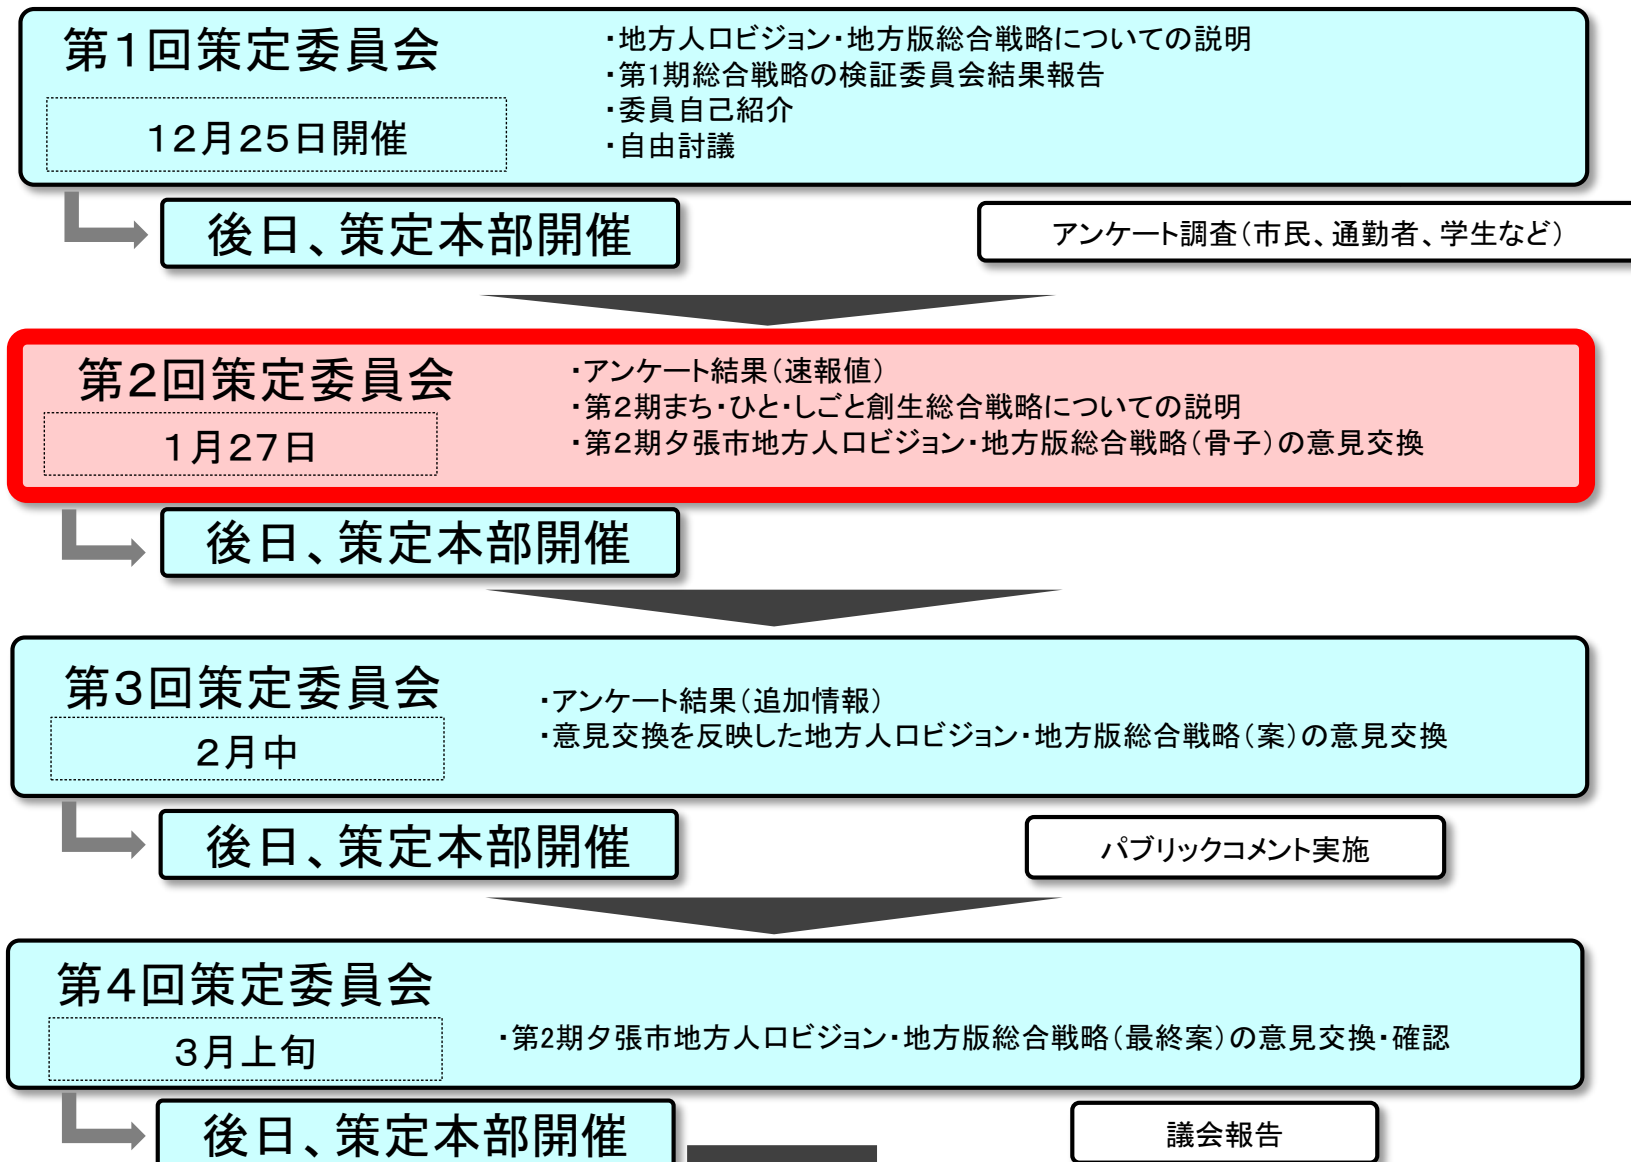 第1回策定委員会
12月25日開催
・地方人口ビジョン・地方版総合戦略についての説明
・第1期総合戦略の検証委員会結果報告
・委員自己紹介
・自由討議
後日、策定本部開催
アンケート調査（市民、通勤者、学生など）
第2回策定委員会
1月27日
・アンケート結果（速報値）
・第2期まち・ひと・しごと創生総合戦略についての説明
・第2期夕張市地方人口ビジョン・地方版総合戦略（骨子）の意見交換
後日、策定本部開催
第3回策定委員会
2月中
・アンケート結果（追加情報）
・意見交換を反映した地方人口ビジョン・地方版総合戦略（案）の意見交換
後日、策定本部開催
パブリックコメント実施
第4回策定委員会
3月上旬
・第2期夕張市地方人口ビジョン・地方版総合戦略（最終案）の意見交換・確認
後日、策定本部開催
議会報告